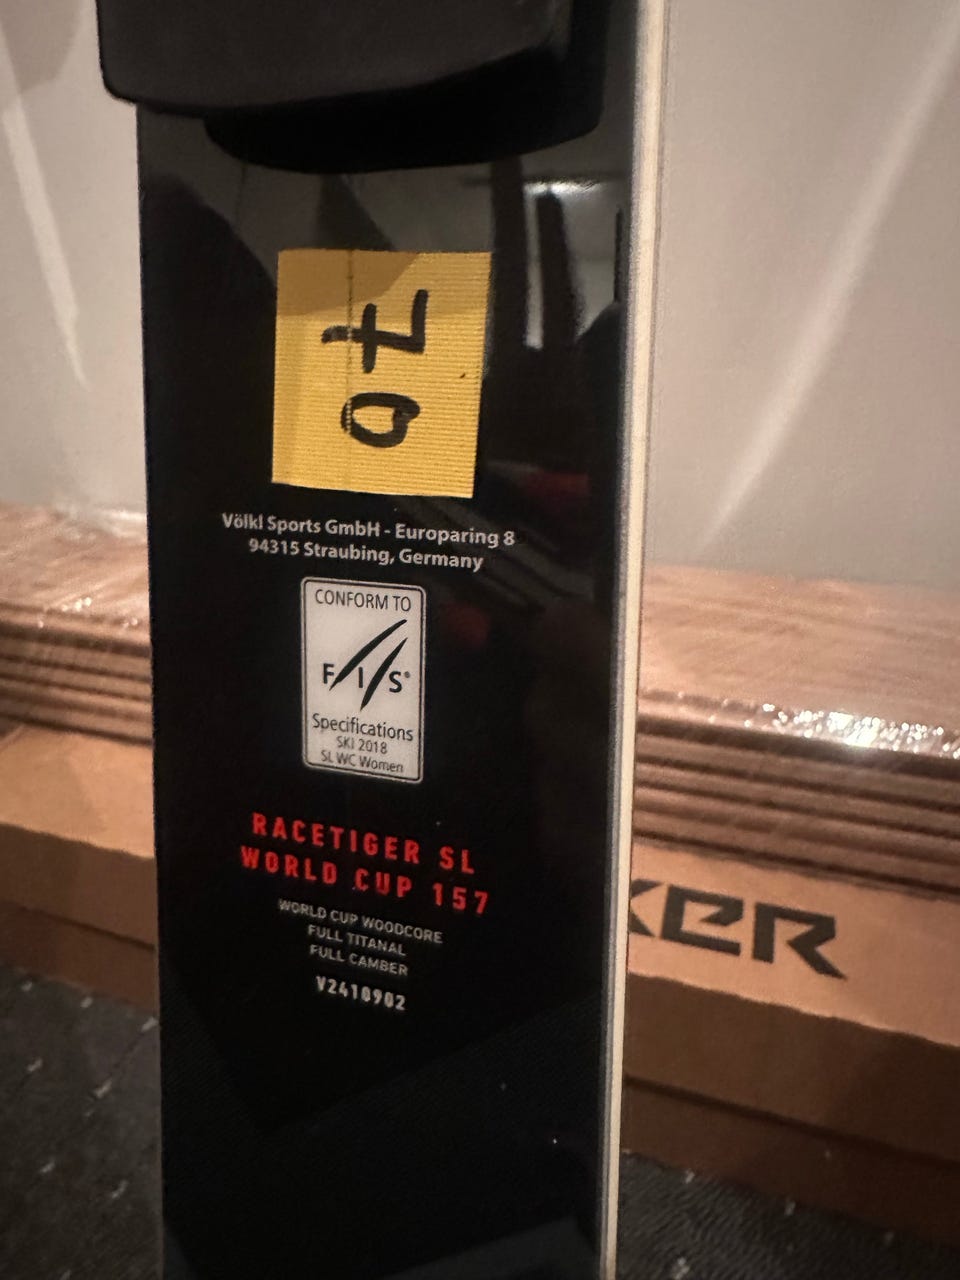 Völkl Sports GmbH - Europaring 8
94315 Straubing, Germany
CONFORM TO
FIS®
Specifications
SKI 2018
SL WC Women
RACETIGER SL
WORLD CUP 157
WORLD CUP WOODCORE
FULL TITANAL
FULL CAMBER
V2410902
KER